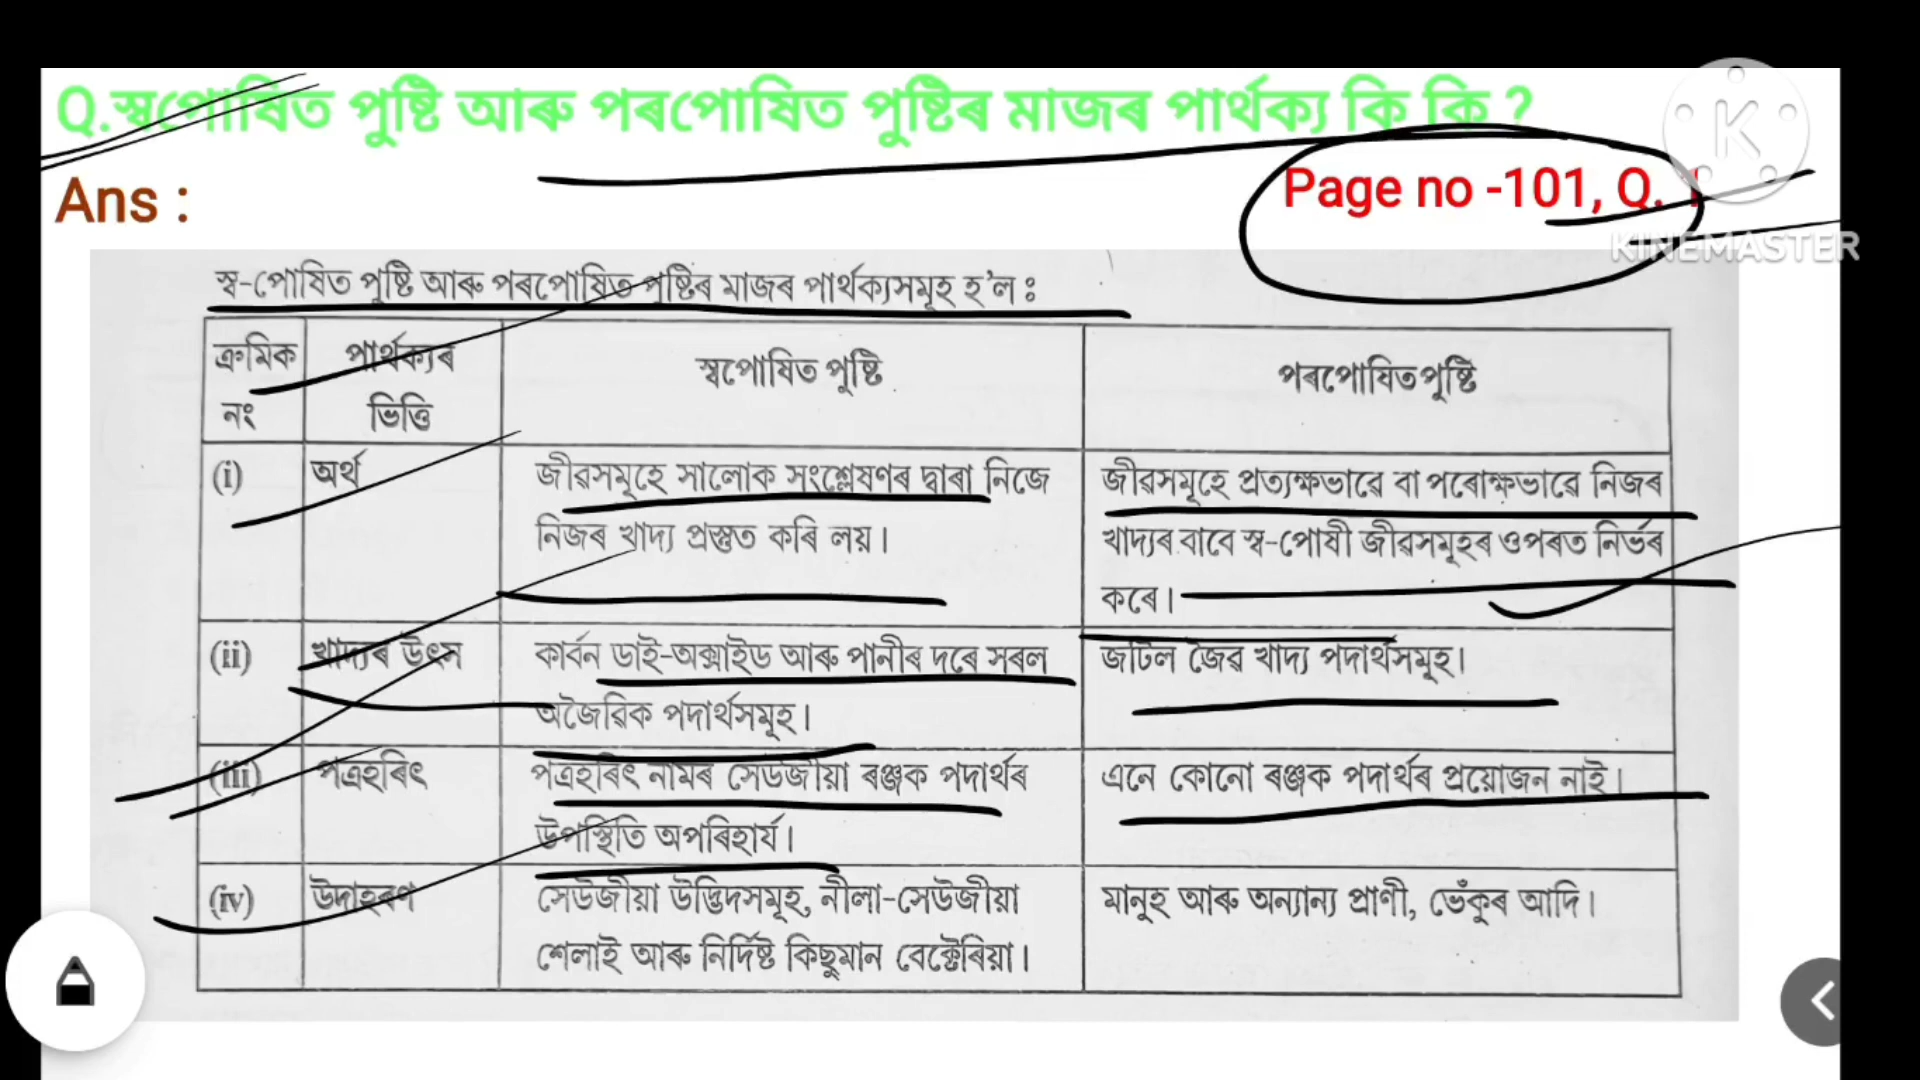 Q.স্বপোষিত পুষ্টি আৰু পৰপোষিত পুষ্টিৰ মাজৰ পাৰ্থক্য কি কি ?
Ans :
Page no -101, Q. 1
KINEMASTER
স্ব-পোষিত পুষ্টি আৰু পৰপোষিত পুষ্টিৰ মাজৰ পাৰ্থক্যসমূহ হ'ল ঃ
ক্ৰমিক নং
পাৰ্থক্যৰ ভিত্তি
স্বপোষিত পুষ্টি
পৰপোষিত পুষ্টি
(i)
অৰ্থ
জীৱসমূহে সালোক সংশ্লেষণৰ দ্বাৰা নিজে
নিজৰ খাদ্য প্ৰস্তুত কৰি লয়।
জীৱসমূহে প্ৰত্যক্ষভাৱে বা পৰোক্ষভাৱে নিজৰ
খাদ্যৰ বাবে স্ব-পোষী জীৱসমূহৰ ওপৰত নিৰ্ভৰ
কৰে।
(ii)
খাদ্যৰ উৎস
কাৰ্বন ডাই-অক্সাইড আৰু পানীৰ দৰে সৰল
অজৈৱিক পদাৰ্থসমূহ।
জটিল জৈৱ খাদ্য পদাৰ্থসমূহ।
(iii)
পত্ৰহৰিৎ
পত্ৰহৰিৎ নামৰ সেউজীয়া ৰঞ্জক পদাৰ্থৰ
উপস্থিতি অপৰিহাৰ্য।
এনে কোনো ৰঞ্জক পদাৰ্থৰ প্ৰয়োজন নাই।
(iv)
উদাহৰণ
সেউজীয়া উদ্ভিদসমূহ, নীলা-সেউজীয়া
শেলাই আৰু নিৰ্দিষ্ট কিছুমান বেক্টেৰিয়া।
মানুহ আৰু অন্যান্য প্ৰাণী, ভেঁকুৰ আদি।